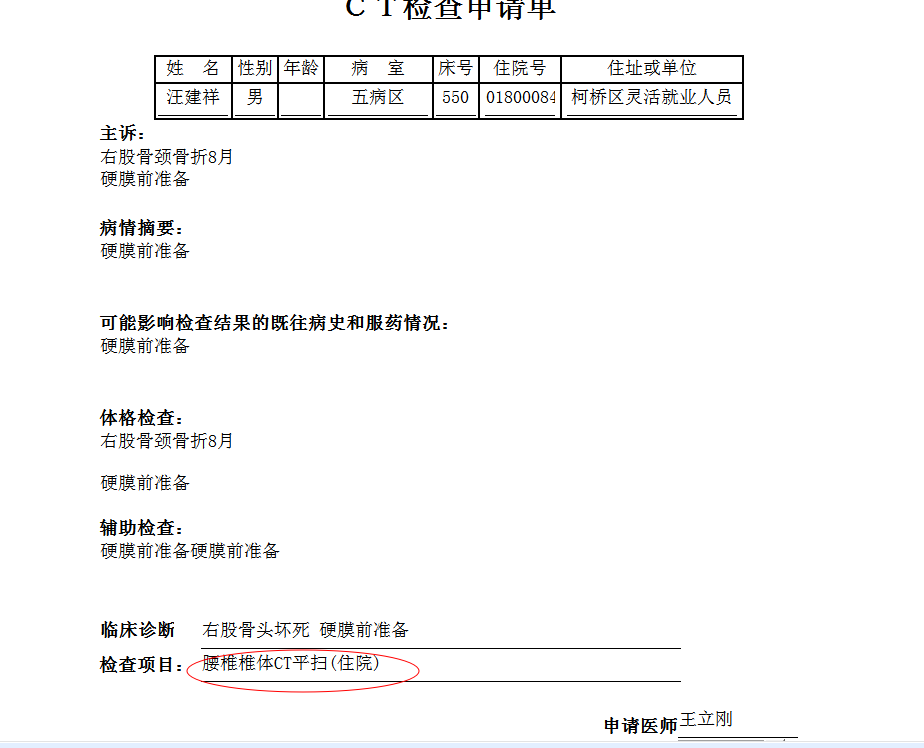 CT检查申请单
姓 名 性别 年龄 病 室 床号 住院号 住址或单位
汪建祥 男 五病区 550 01800084 柯桥区灵活就业人员
主诉：
右股骨颈骨折8月
硬膜前准备
病情摘要：
硬膜前准备
可能影响检查结果的既往病史和服药情况：
硬膜前准备
体格检查：
右股骨颈骨折8月
硬膜前准备
辅助检查：
硬膜前准备硬膜前准备
临床诊断 右股骨头坏死 硬膜前准备
检查项目： 腰椎椎体CT平扫(住院)
申请医师 王立刚